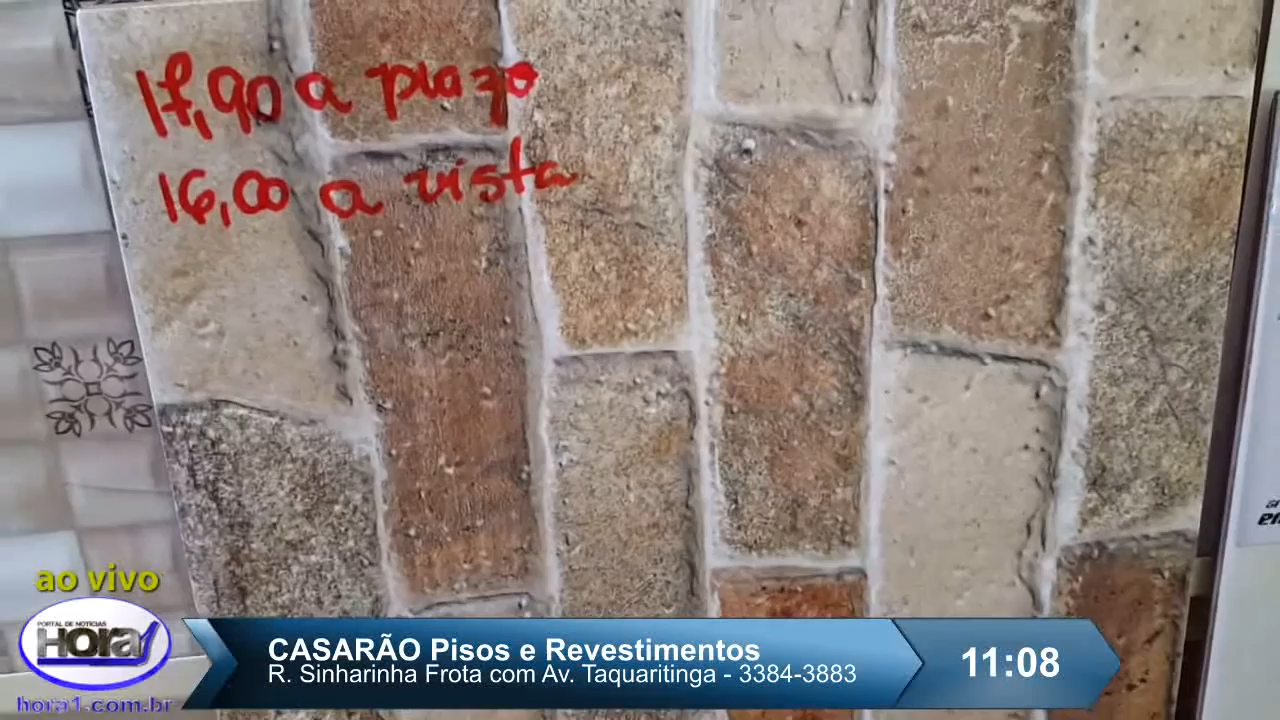 17,90 a prazo
16,00 a vista
ao vivo
PORTAL DE NOTÍCIAS
HORA1
hora1.com.br
CASARÃO Pisos e Revestimentos
R. Sinharinha Frota com Av. Taquaritinga - 3384-3883
11:08